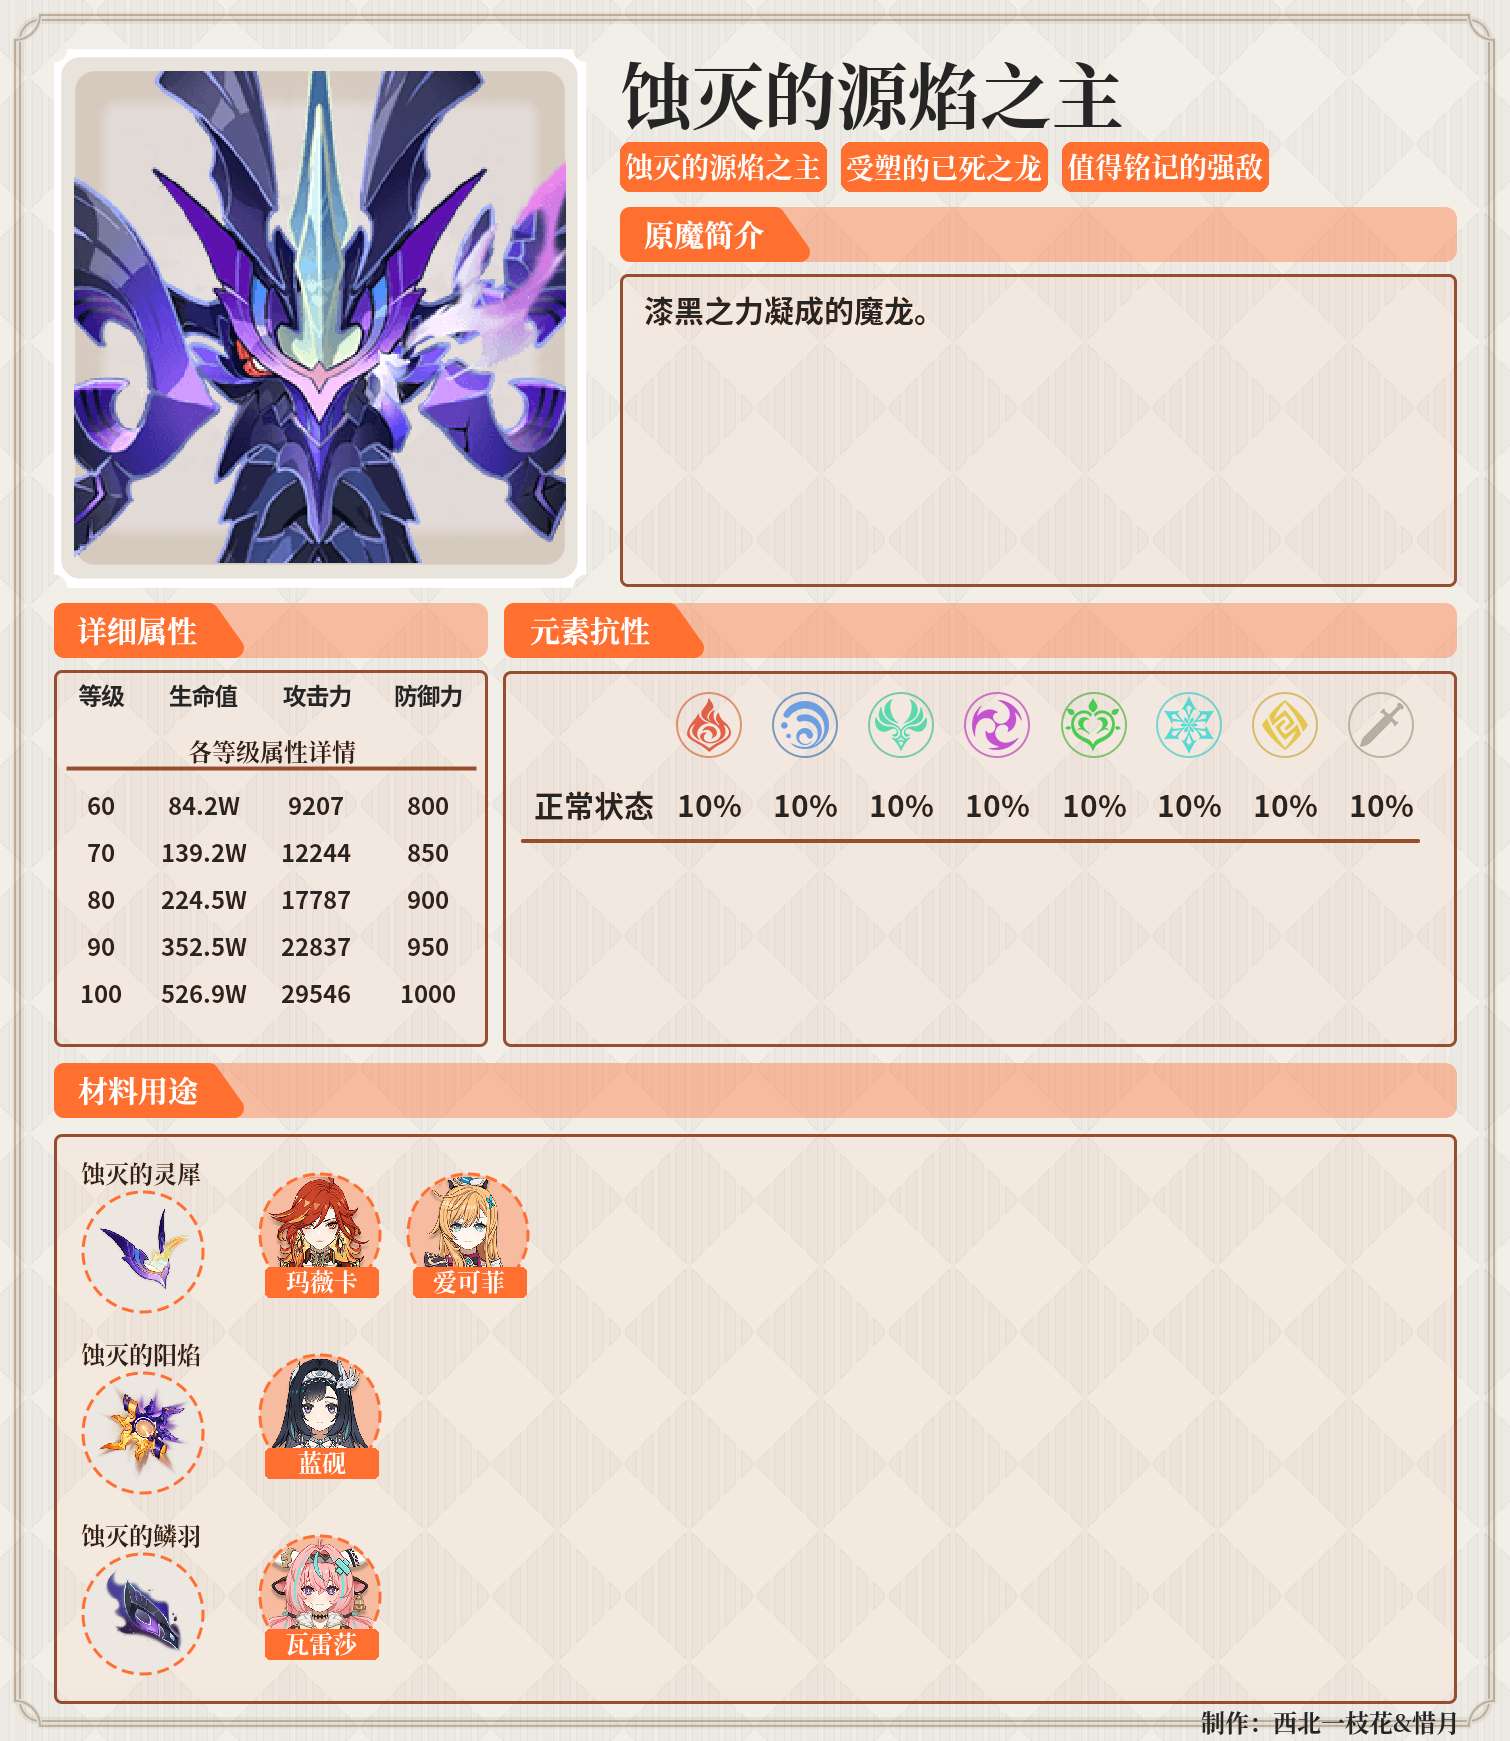 蚀灭的源焰之主
蚀灭的源焰之主 受塑的已死之龙 值得铭记的强敌
原魔简介
漆黑之力凝成的魔龙。
详细属性
等级 生命值 攻击力 防御力
各等级属性详情
60 84.2W 9207 800
70 139.2W 12244 850
80 224.5W 17787 900
90 352.5W 22837 950
100 526.9W 29546 1000
元素抗性
正常状态 10% 10% 10% 10% 10% 10% 10% 10%
材料用途
蚀灭的灵犀
玛薇卡 爱可菲
蚀灭的阳焰
蓝砚
蚀灭的鳞羽
瓦雷莎
制作：西北一枝花&惜月